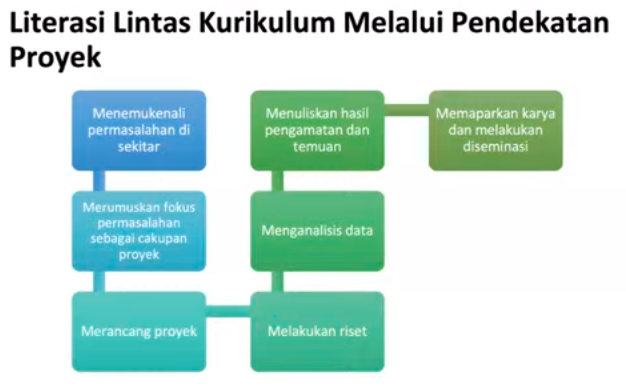 Literasi Lintas Kurikulum Melalui Pendekatan
Proyek
Menemukenali
permasalahan di
sekitar
Merumuskan fokus
permasalahan
sebagai cakupan
proyek
Merancang proyek
Melakukan riset
Menganalisis data
Menuliskan hasil
pengamatan dan
temuan
Memaparkan karya
dan melakukan
diseminasi